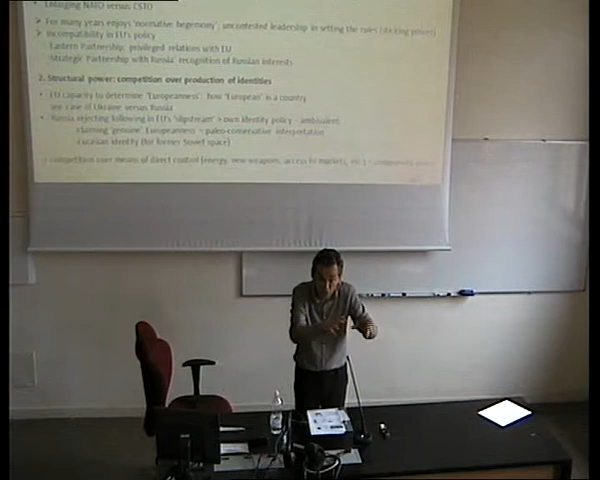 Enlarging NATO versus CSTO
For many years enjoys 'normative hegemony': uncontested leadership in setting the rules (sticking power)
Incompatibility in EU's policy
Eastern Partnership: privileged relations with EU
Strategic Partnership with Russia: recognition of Russian interests
2. Structural power: competition over production of identities
• EU capacity to determine 'Europeanness': how 'European' is a country
see case of Ukraine versus Russia
• Russia rejecting following in EU's 'slipstream' > own identity policy - ambivalent:
claiming 'genuine' Europeanness – paleo-conservative interpretation
Eurasian identity (for former Soviet space)
competition over means of direct control (energy, new weapons, access to markets, etc.)